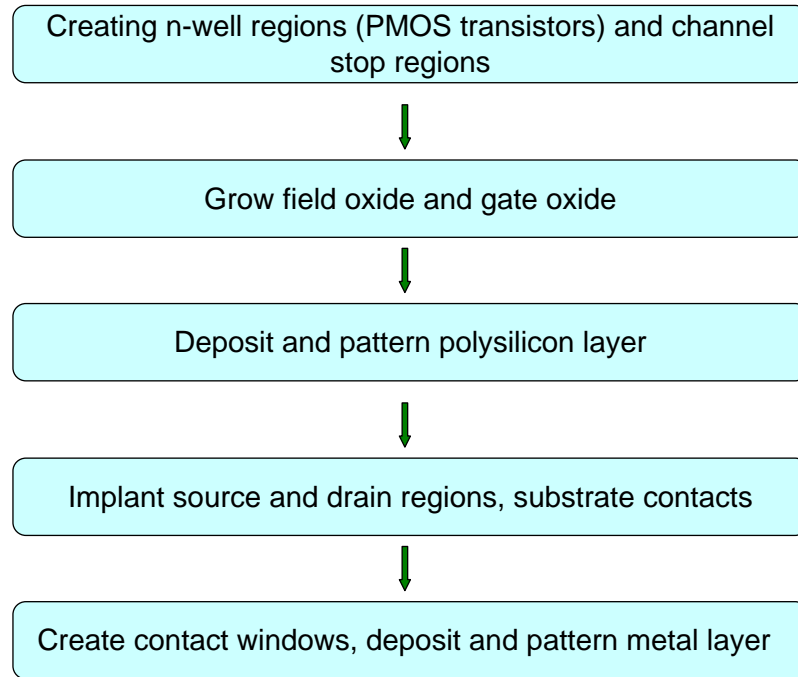 Creating n-well regions (PMOS transistors) and channel
stop regions
Grow field oxide and gate oxide
Deposit and pattern polysilicon layer
Implant source and drain regions, substrate contacts
Create contact windows, deposit and pattern metal layer